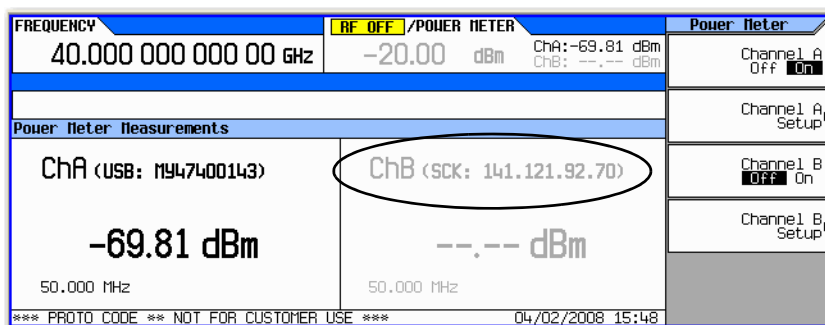 FREQUENCY
40.000 000 000 00 GHz
RF OFF /POWER METER
-20.00 dBm
ChA:-69.81 dBm
ChB: --.-- dBm
Power Meter
Channel A
Off On
Channel A
Setup
Channel B
Off On
Channel B
Setup
Power Meter Measurements
ChA (USB: MY47400143)
-69.81 dBm
50.000 MHz
ChB (SCK: 141.121.92.70)
--.-- dBm
50.000 MHz
*** PROTO CODE ** NOT FOR CUSTOMER USE ***
04/02/2008 15:48